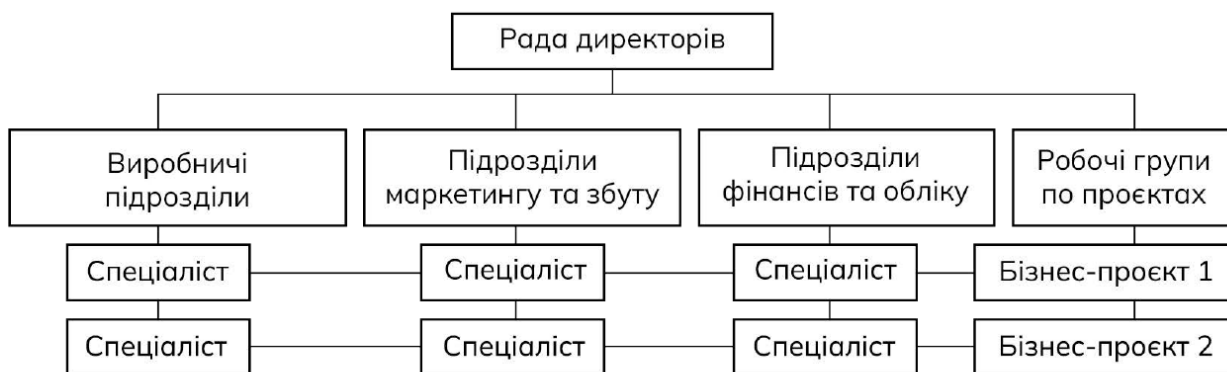 Рада директорів
Виробничі
підрозділи
Підрозділи
маркетингу та збуту
Підрозділи
фінансів та обліку
Робочі групи
по проєктах
Спеціаліст
Спеціаліст
Спеціаліст
Бізнес-проєкт 1
Спеціаліст
Спеціаліст
Спеціаліст
Бізнес-проєкт 2